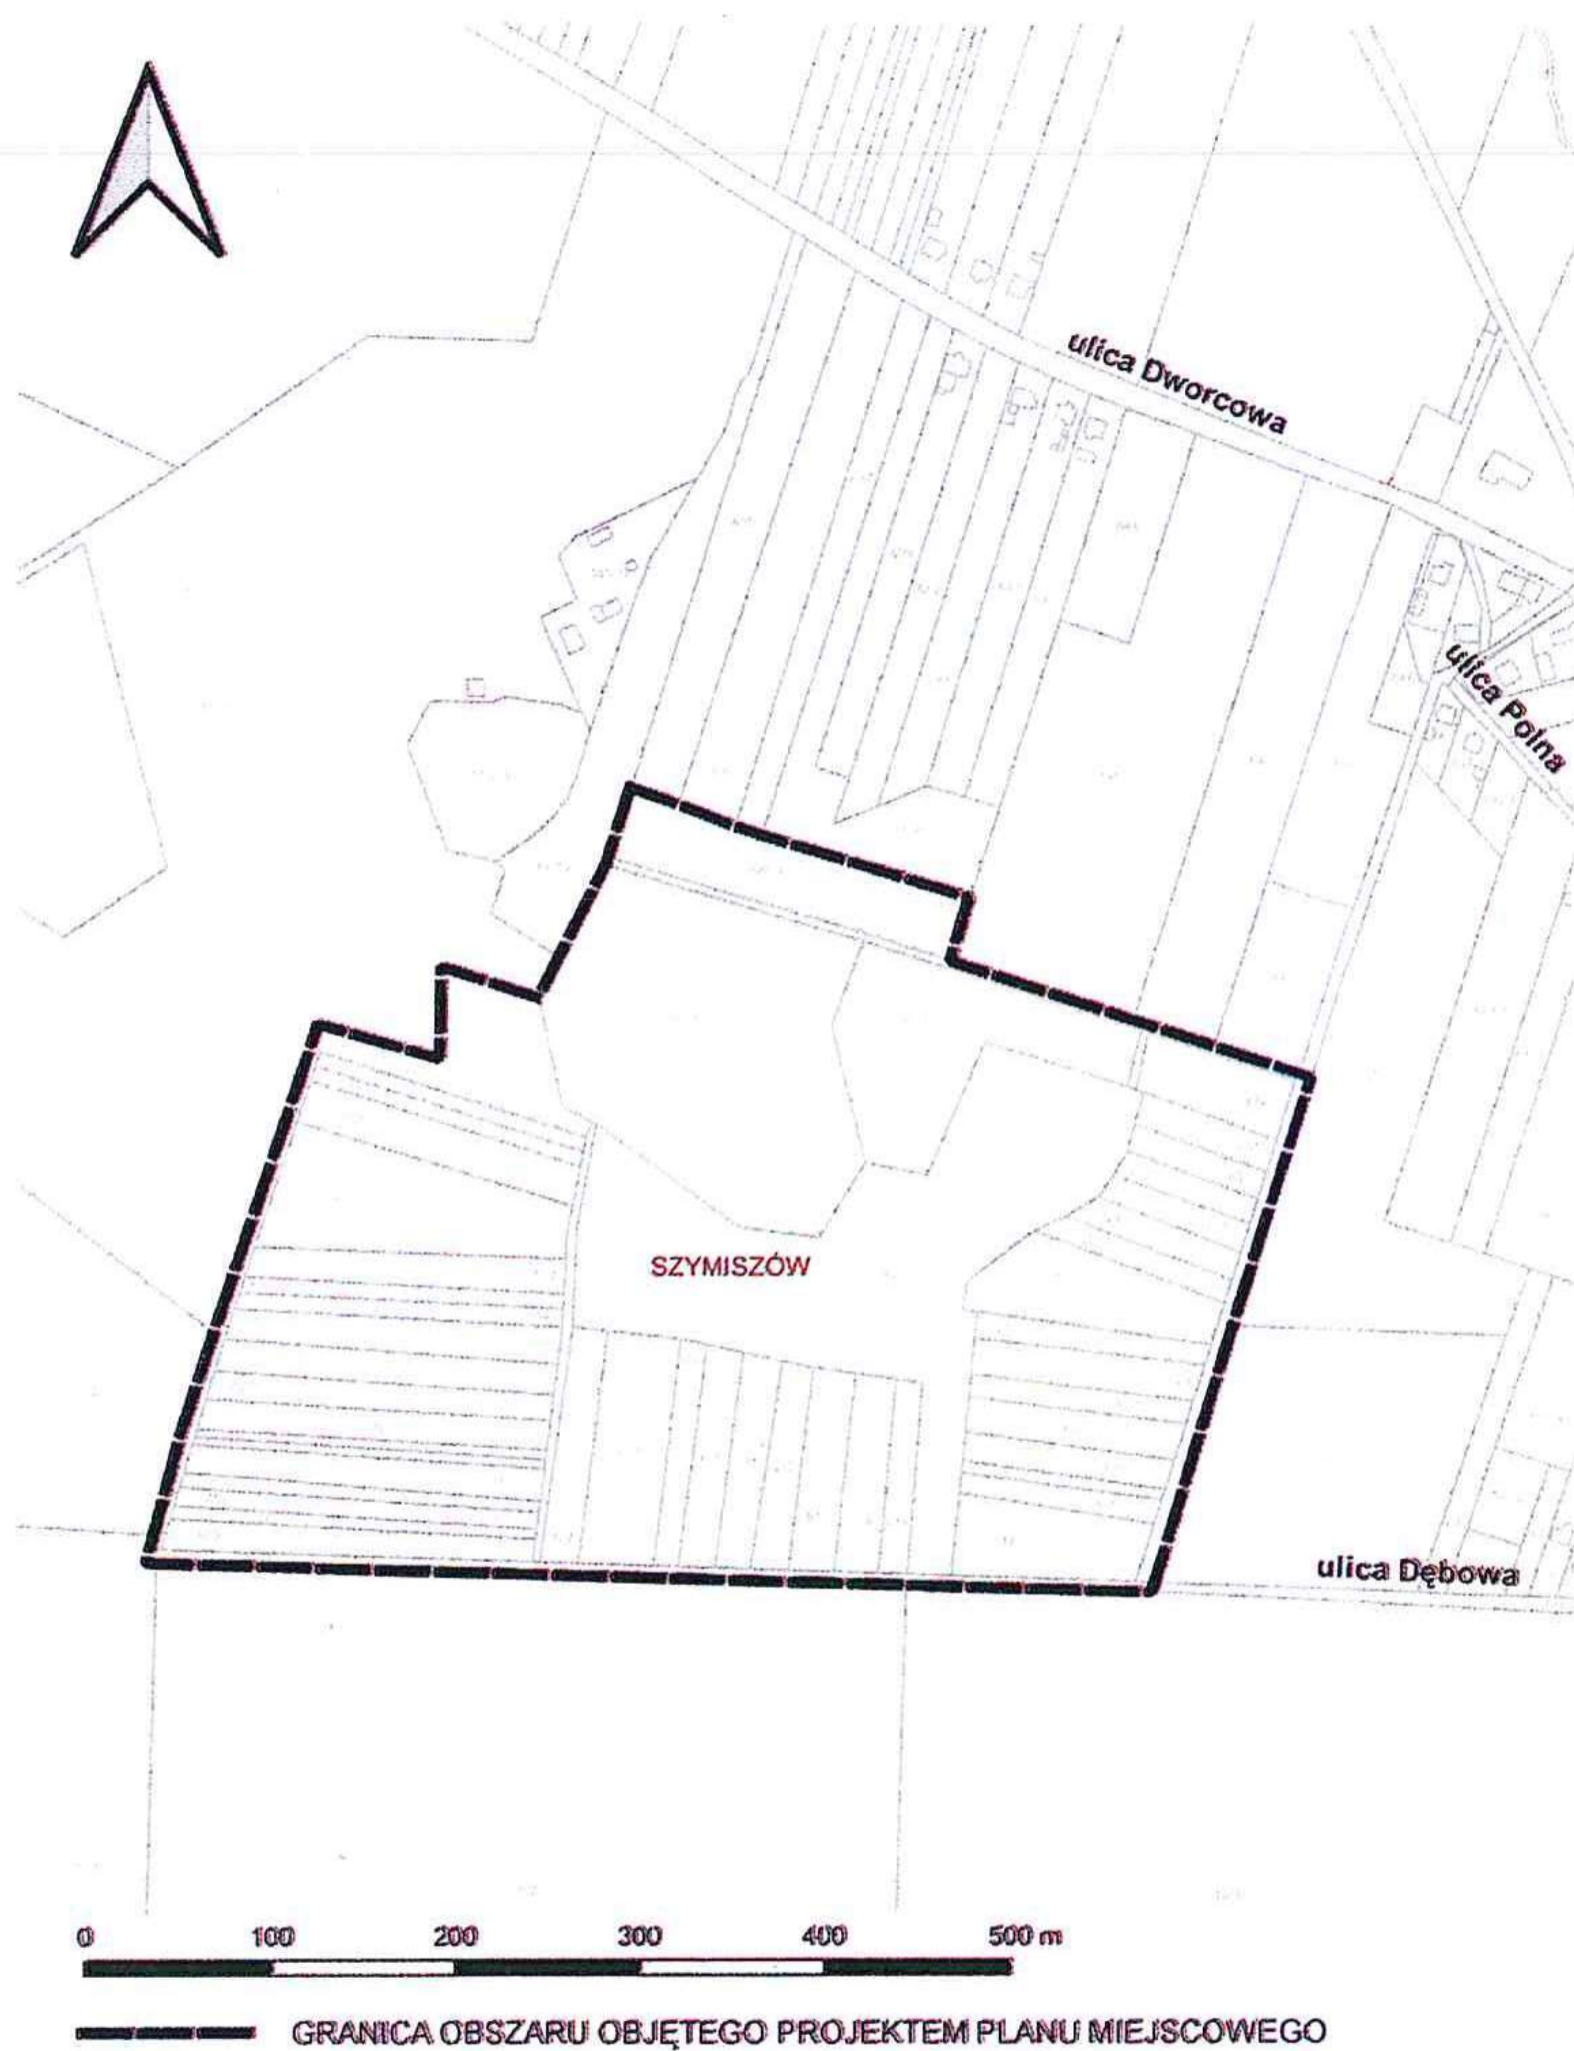 ulica Dworcowa
ulica Polna
SZYMISZÓW
ulica Dębowa
0 100 200 300 400 500 m
GRANICA OBSZARU OBJĘTEGO PROJEKTEM PLANU MIEJSCOWEGO